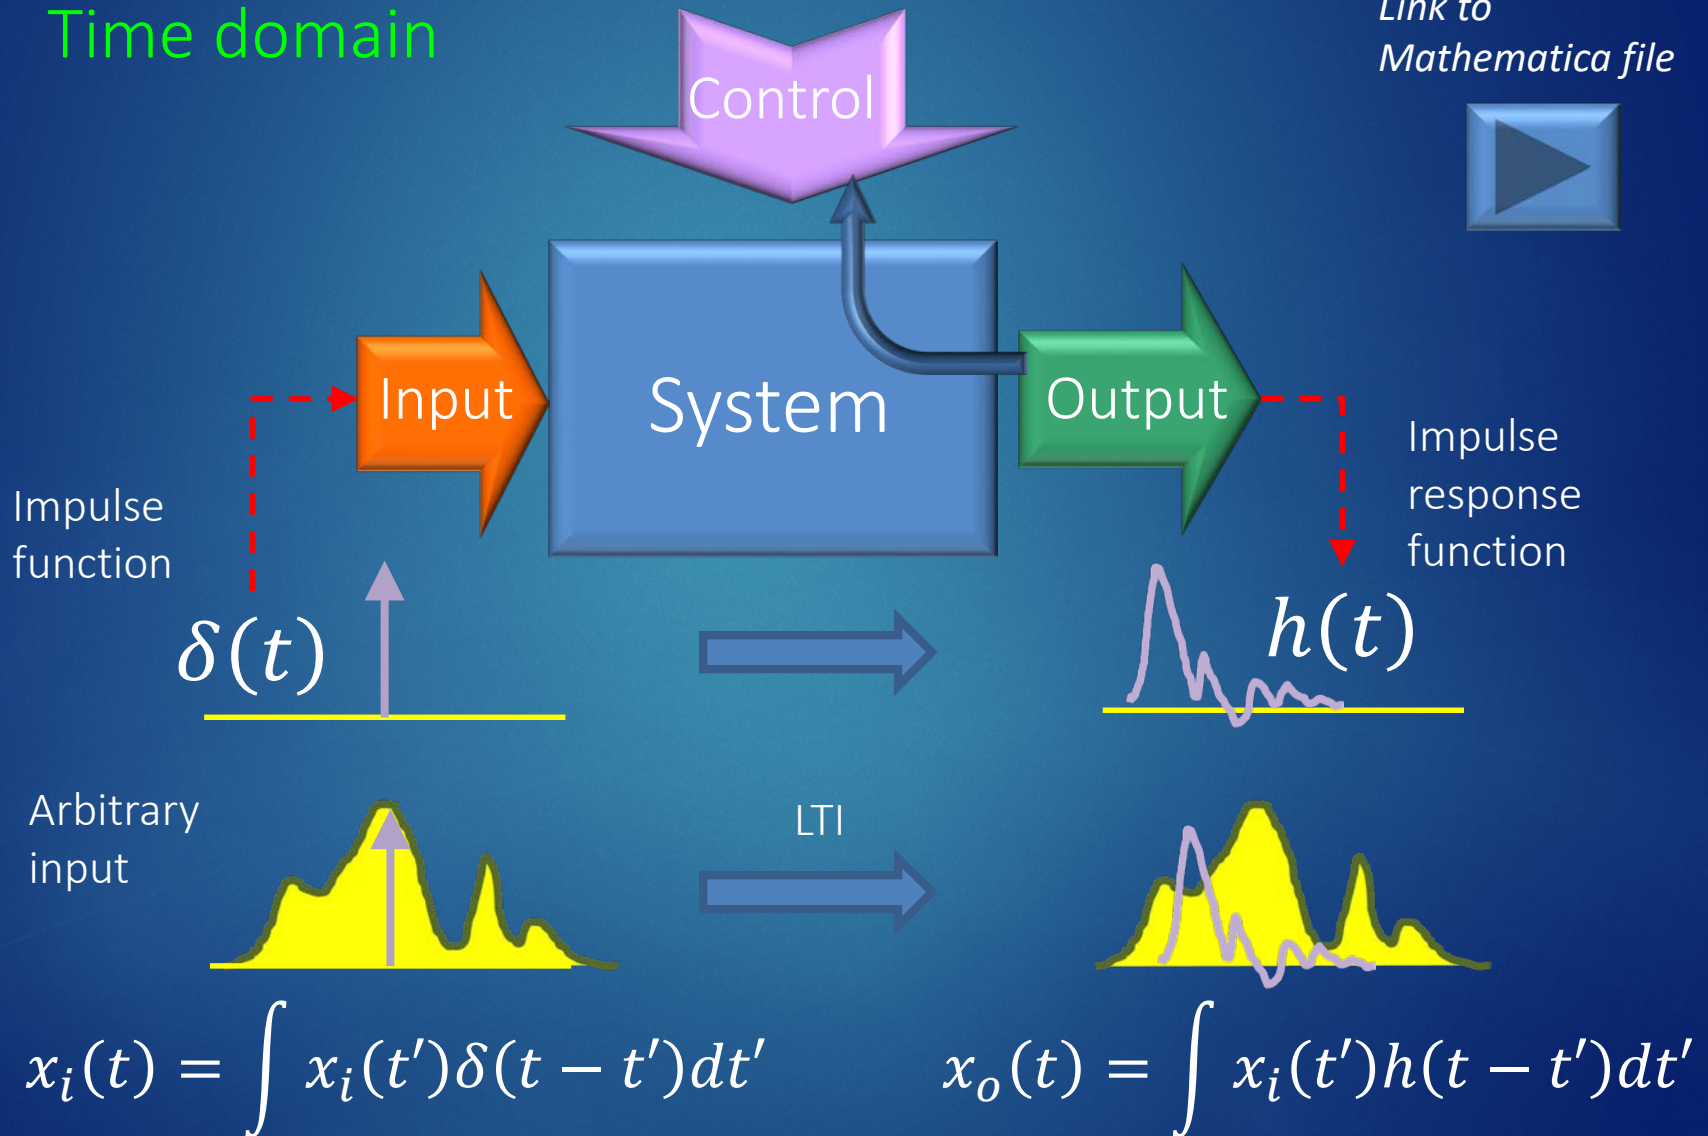 Time domain
Link to
Mathematica file
Control
Input
System
Output
Impulse
function
Impulse
response
function
δ(t)
h(t)
Arbitrary
input
LTI
x_i(t) = ∫ x_i(t′)δ(t − t′)dt′
x_o(t) = ∫ x_i(t′)h(t − t′)dt′